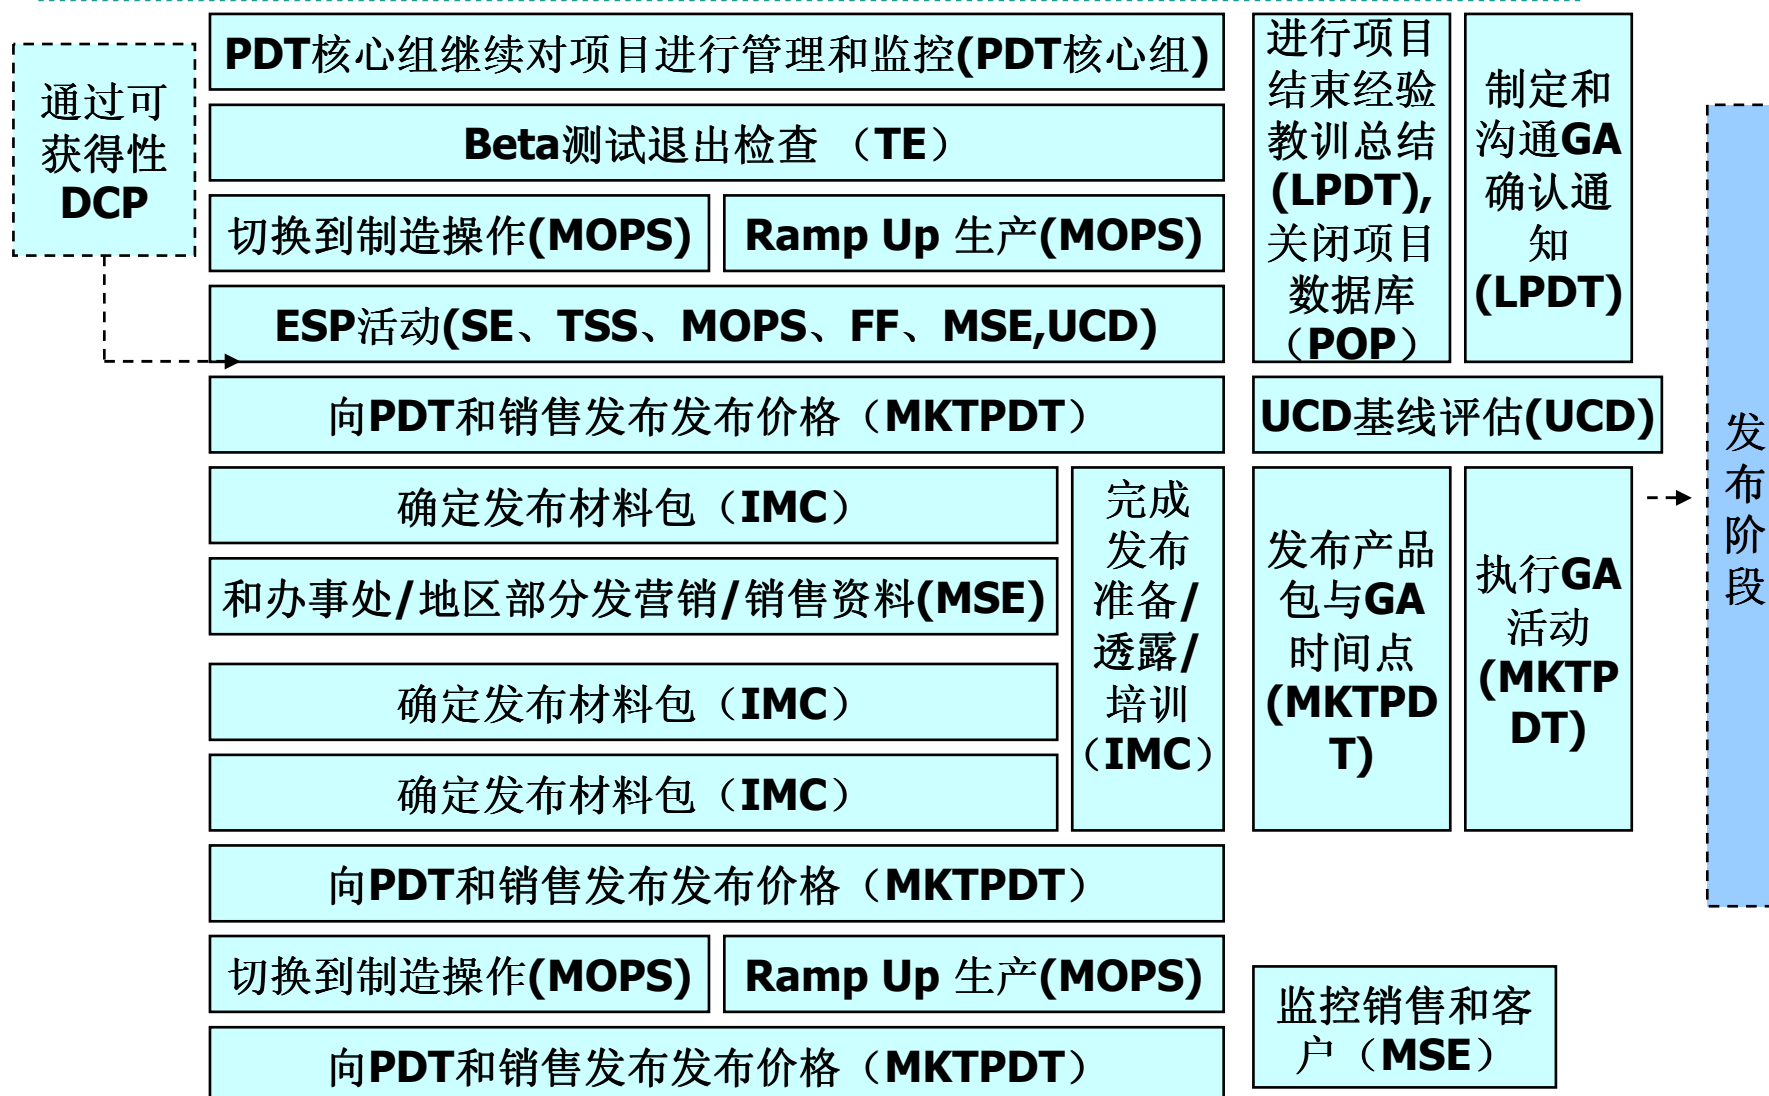 通过可
获得性
DCP
PDT核心组继续对项目进行管理和监控(PDT核心组)
Beta测试退出检查 （TE）
切换到制造操作(MOPS)
Ramp Up 生产(MOPS)
ESP活动(SE、TSS、MOPS、FF、MSE,UCD)
向PDT和销售发布发布价格（MKTPDT）
确定发布材料包（IMC）
和办事处/地区部分发营销/销售资料(MSE)
确定发布材料包（IMC）
确定发布材料包（IMC）
完成
发布
准备/
透露/
培训
（IMC）
向PDT和销售发布发布价格（MKTPDT）
切换到制造操作(MOPS)
Ramp Up 生产(MOPS)
向PDT和销售发布发布价格（MKTPDT）
进行项目
结束经验
教训总结
(LPDT),
关闭项目
数据库
（POP）
制定和
沟通GA
确认通
知
(LPDT)
UCD基线评估(UCD)
发布产品
包与GA
时间点
(MKTPD
T)
执行GA
活动
(MKTP
DT)
监控销售和客
户（MSE）
发
布
阶
段